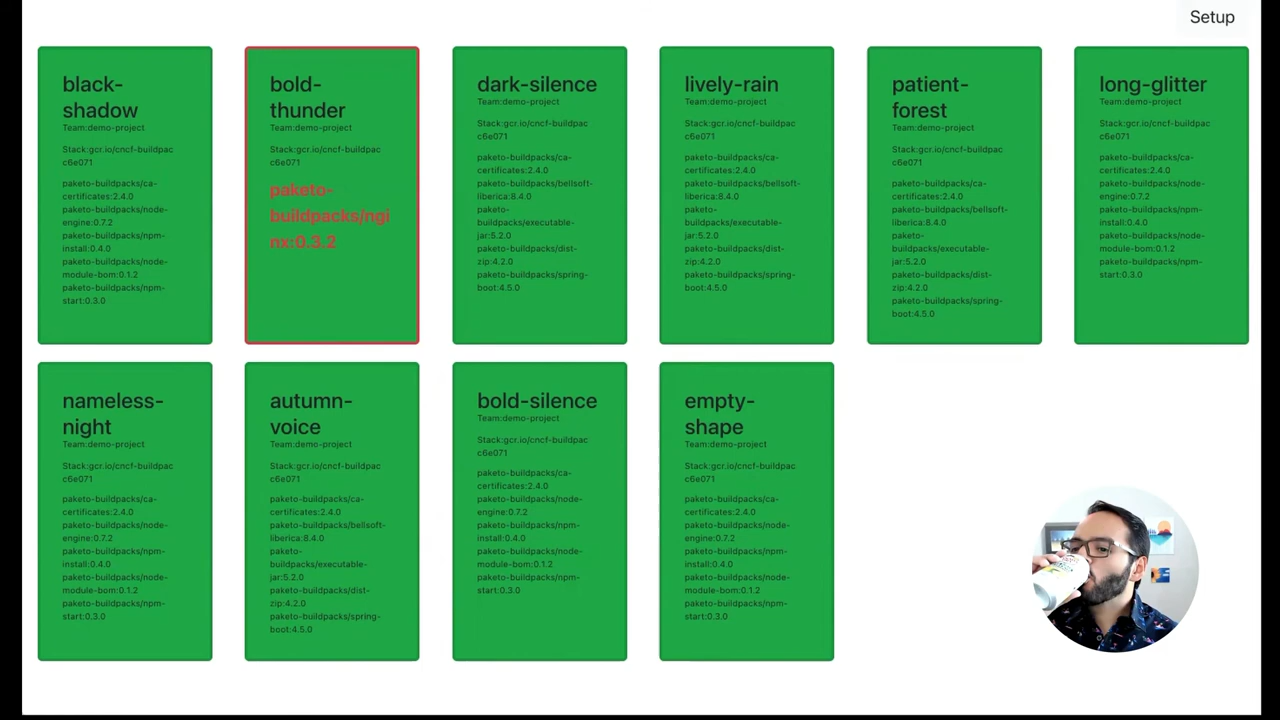 Setup
black-
shadow
Team:demo-project
Stack:gcr.io/cncf-buildpac
c6e071
paketo-buildpacks/ca-
certificates:2.4.0
paketo-buildpacks/node-
engine:0.7.2
paketo-buildpacks/npm-
install:0.4.0
paketo-buildpacks/node-
module-bom:0.1.2
paketo-buildpacks/npm-
start:0.3.0
bold-
thunder
Team:demo-project
Stack:gcr.io/cncf-buildpac
c6e071
paketo-
buildpacks/ngi
nx:0.3.2
dark-silence
Team:demo-project
Stack:gcr.io/cncf-buildpac
c6e071
paketo-buildpacks/ca-
certificates:2.4.0
paketo-buildpacks/bellsoft-
liberica:8.4.0
paketo-
buildpacks/executable-
jar:5.2.0
paketo-buildpacks/dist-
zip:4.2.0
paketo-buildpacks/spring-
boot:4.5.0
lively-rain
Team:demo-project
Stack:gcr.io/cncf-buildpac
c6e071
paketo-buildpacks/ca-
certificates:2.4.0
paketo-buildpacks/bellsoft-
liberica:8.4.0
paketo-
buildpacks/executable-
jar:5.2.0
paketo-buildpacks/dist-
zip:4.2.0
paketo-buildpacks/spring-
boot:4.5.0
patient-
forest
Team:demo-project
Stack:gcr.io/cncf-buildpac
c6e071
paketo-buildpacks/ca-
certificates:2.4.0
paketo-buildpacks/bellsoft-
liberica:8.4.0
paketo-
buildpacks/executable-
jar:5.2.0
paketo-buildpacks/dist-
zip:4.2.0
paketo-buildpacks/spring-
boot:4.5.0
long-glitter
Team:demo-project
Stack:gcr.io/cncf-buildpac
c6e071
paketo-buildpacks/ca-
certificates:2.4.0
paketo-buildpacks/node-
engine:0.7.2
paketo-buildpacks/npm-
install:0.4.0
paketo-buildpacks/node-
module-bom:0.1.2
paketo-buildpacks/npm-
start:0.3.0
nameless-
night
Team:demo-project
Stack:gcr.io/cncf-buildpac
c6e071
paketo-buildpacks/ca-
certificates:2.4.0
paketo-buildpacks/node-
engine:0.7.2
paketo-buildpacks/npm-
install:0.4.0
paketo-buildpacks/node-
module-bom:0.1.2
paketo-buildpacks/npm-
start:0.3.0
autumn-
voice
Team:demo-project
Stack:gcr.io/cncf-buildpac
c6e071
paketo-buildpacks/ca-
certificates:2.4.0
paketo-buildpacks/bellsoft-
liberica:8.4.0
paketo-
buildpacks/executable-
jar:5.2.0
paketo-buildpacks/dist-
zip:4.2.0
paketo-buildpacks/spring-
boot:4.5.0
bold-silence
Team:demo-project
Stack:gcr.io/cncf-buildpac
c6e071
paketo-buildpacks/ca-
certificates:2.4.0
paketo-buildpacks/node-
engine:0.7.2
paketo-buildpacks/npm-
install:0.4.0
paketo-buildpacks/node-
module-bom:0.1.2
paketo-buildpacks/npm-
start:0.3.0
empty-
shape
Team:demo-project
Stack:gcr.io/cncf-buildpac
c6e071
paketo-buildpacks/ca-
certificates:2.4.0
paketo-buildpacks/node-
engine:0.7.2
paketo-buildpacks/npm-
install:0.4.0
paketo-buildpacks/node-
module-bom:0.1.2
paketo-buildpacks/npm-
start:0.3.0